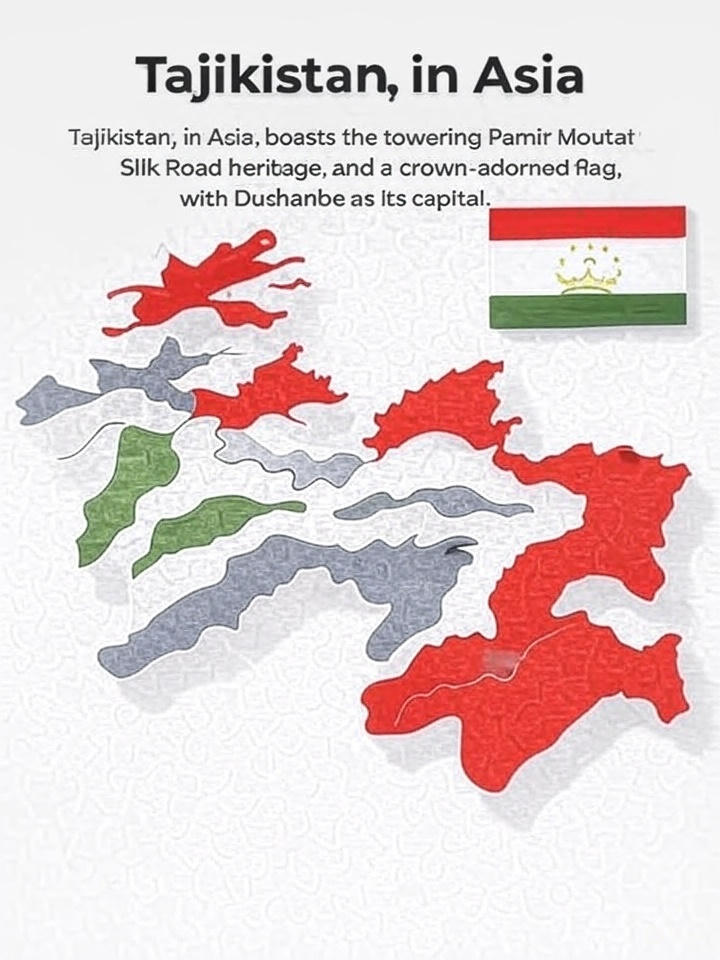 Tajikistan, in Asia
Tajikistan, in Asia, boasts the towering Pamir Moutat
SIlk Road heritage, and a crown-adorned flag,
with Dushanbe as Its capital.